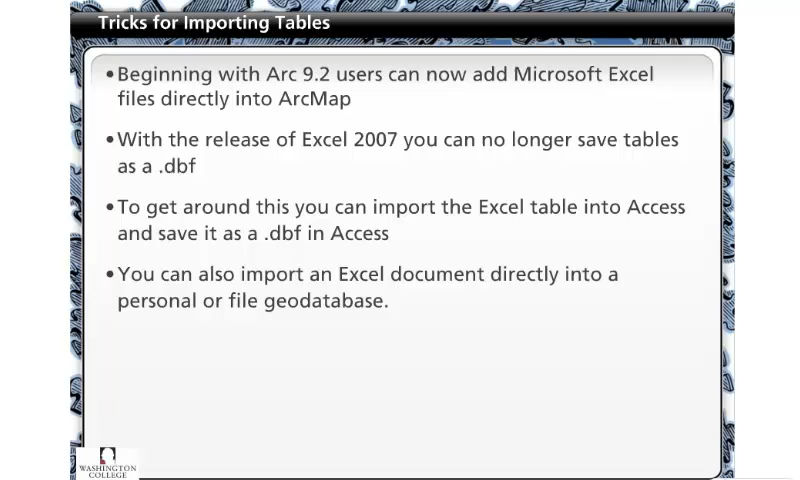 Tricks for Importing Tables
•Beginning with Arc 9.2 users can now add Microsoft Excel
files directly into ArcMap
•With the release of Excel 2007 you can no longer save tables
as a .dbf
•To get around this you can import the Excel table into Access
and save it as a .dbf in Access
•You can also import an Excel document directly into a
personal or file geodatabase.
WASHINGTON
COLLEGE